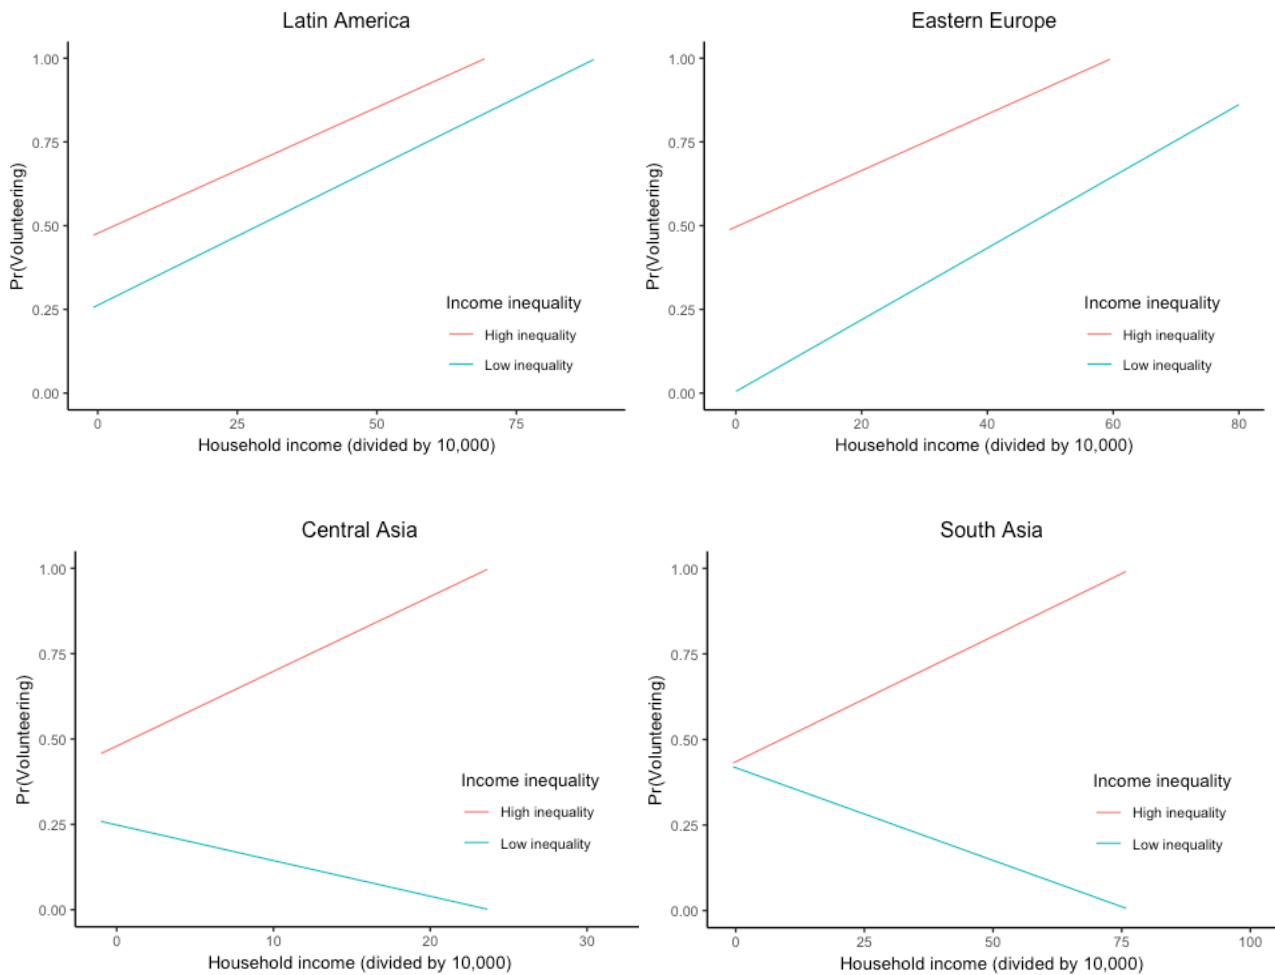 Latin America
1.00
0.75
0.50
0.25
0.00
Pr(Volunteering)
Income inequality
High inequality
Low inequality
0
25
50
75
Household income (divided by 10,000)
Eastern Europe
1.00
0.75
0.50
0.25
0.00
Pr(Volunteering)
Income inequality
High inequality
Low inequality
0
20
40
60
80
Household income (divided by 10,000)
Central Asia
1.00
0.75
0.50
0.25
0.00
Pr(Volunteering)
Income inequality
High inequality
Low inequality
0
10
20
30
Household income (divided by 10,000)
South Asia
1.00
0.75
0.50
0.25
0.00
Pr(Volunteering)
Income inequality
High inequality
Low inequality
0
25
50
75
100
Household income (divided by 10,000)